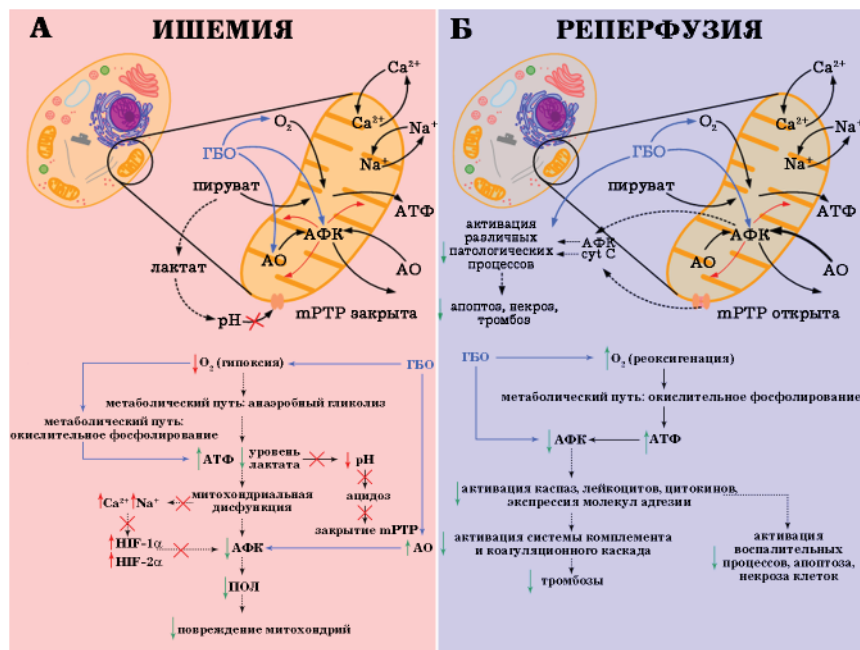 А ИШЕМИЯ
Ca²⁺
Ca²⁺
Na⁺
Na⁺
O₂
ГБО
пируват
АТФ
АФК
АО
АО
лактат
pH
mPTP закрыта
↓O₂ (гипоксия)
ГБО
метаболический путь: анаэробный гликолиз
метаболический путь:
окислительное фосфолирование
↑АТФ
↓ уровень
лактата
↓ pH
ацидоз
закрытие mPTP
↑Ca²⁺↑Na⁺
митохондриальная
дисфункция
↑HIF-1α
↑HIF-2α
↓АФК
↑АО
↓ПОЛ
↓повреждение митохондрий
Б РЕПЕРФУЗИЯ
Ca²⁺
Ca²⁺
Na⁺
Na⁺
O₂
ГБО
пируват
АТФ
АФК
АО
АО
активация
различных
патологических
процессов
АФК
cyt C
апоптоз, некроз,
тромбоз
mPTP открыта
ГБО
↑O₂ (реоксигенация)
метаболический путь: окислительное фосфолирование
↓АФК
↑АТФ
↓активация каспаз, лейкоцитов, цитокинов,
экспрессия молекул адгезии
↓активация системы комплемента
и коагуляционного каскада
↓тромбозы
активация
воспалительных
↓процессов, апоптоза,
некроза клеток